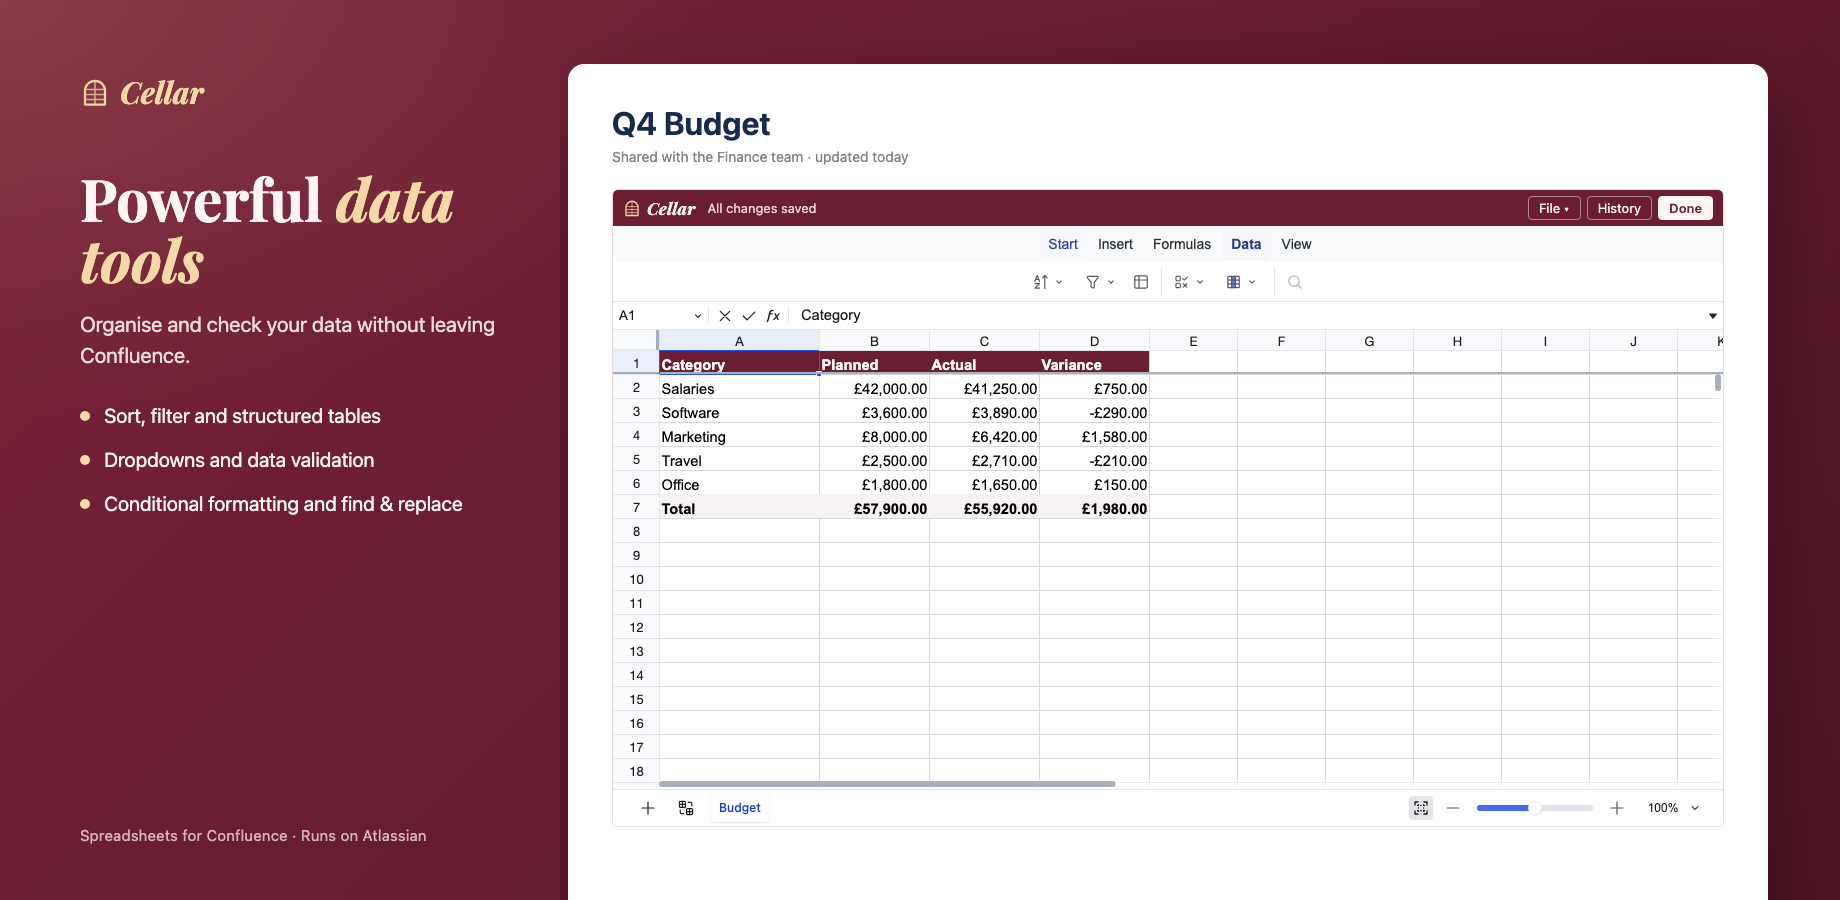 Cellar
Powerful data
tools
Organise and check your data without leaving
Confluence.
Sort, filter and structured tables
Dropdowns and data validation
Conditional formatting and find & replace
Spreadsheets for Confluence · Runs on Atlassian
Q4 Budget
Shared with the Finance team · updated today
Cellar All changes saved File History Done
Start Insert Formulas Data View
A1 fx Category
A B C D E F G H I J K
1 Category Planned Actual Variance
2 Salaries £42,000.00 £41,250.00 £750.00
3 Software £3,600.00 £3,890.00 -£290.00
4 Marketing £8,000.00 £6,420.00 £1,580.00
5 Travel £2,500.00 £2,710.00 -£210.00
6 Office £1,800.00 £1,650.00 £150.00
7 Total £57,900.00 £55,920.00 £1,980.00
8
9
10
11
12
13
14
15
16
17
18
Budget 100%